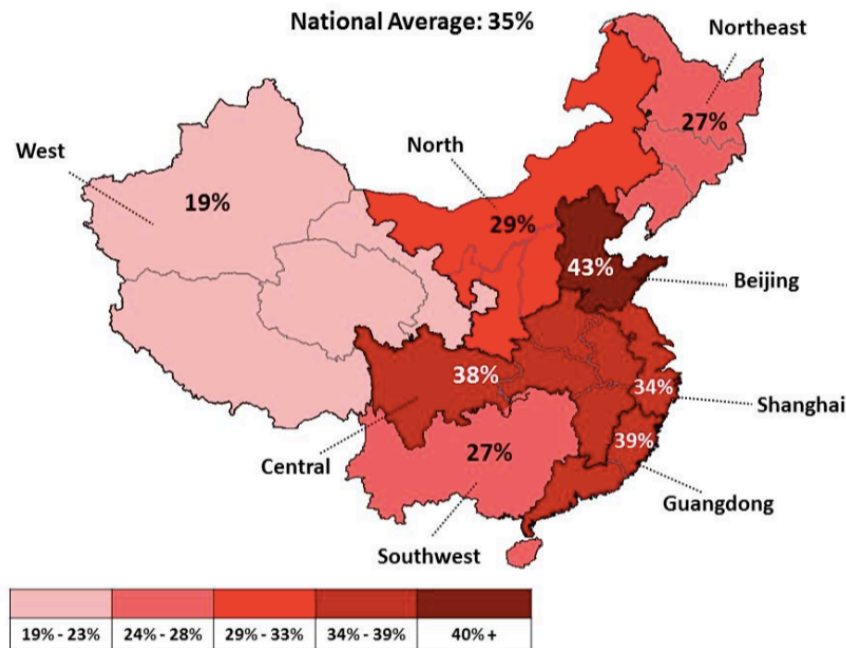 National Average: 35%
Northeast
27%
West
North
19%
29%
43%
Beijing
38%
34%
Shanghai
39%
27%
Central
Guangdong
Southwest
19% - 23% 24% - 28% 29% - 33% 34% - 39% 40% +